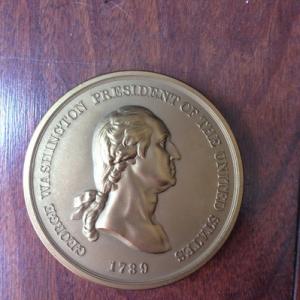 GEORGE WASHINGTON PRESIDENT OF THE UNITED STATES.
1789